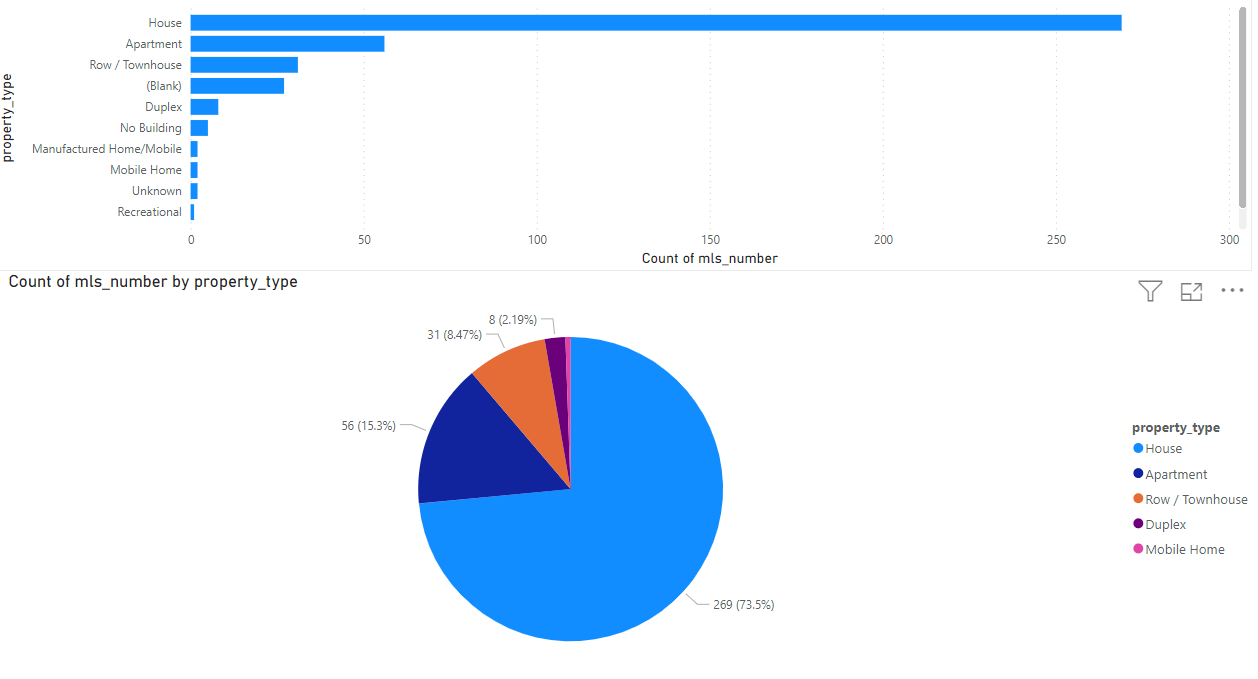 property_type
House
Apartment
Row / Townhouse
(Blank)
Duplex
No Building
Manufactured Home/Mobile
Mobile Home
Unknown
Recreational
0 50 100 150 200 250 300
Count of mls_number
Count of mls_number by property_type
8 (2.19%)
31 (8.47%)
56 (15.3%)
269 (73.5%)
property_type
House
Apartment
Row / Townhouse
Duplex
Mobile Home